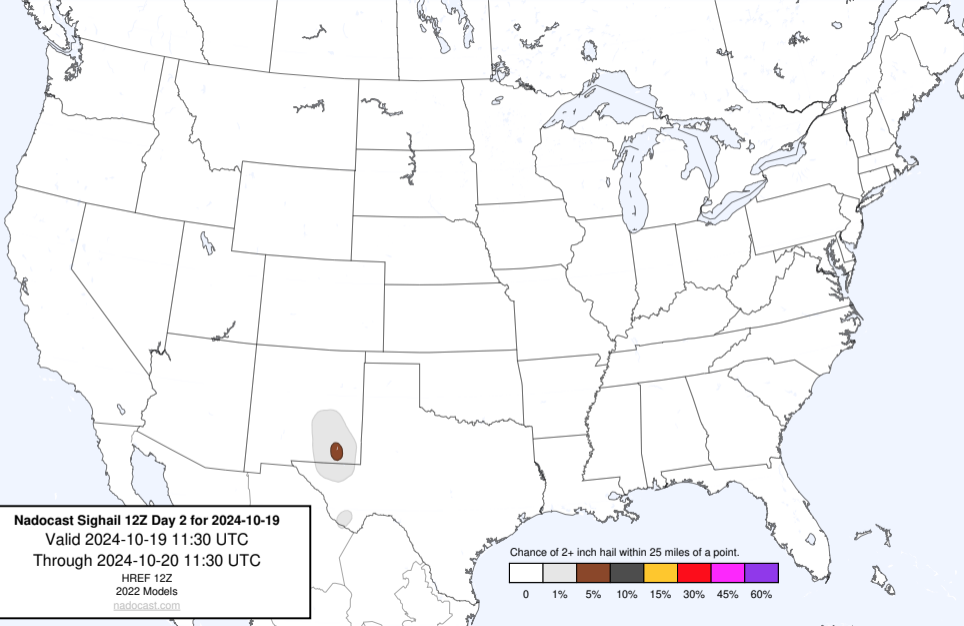 Nadocast Sighail 12Z Day 2 for 2024-10-19
Valid 2024-10-19 11:30 UTC
Through 2024-10-20 11:30 UTC
HREF 12Z
2022 Models
nadocast.com
Chance of 2+ inch hail within 25 miles of a point.
0 1% 5% 10% 15% 30% 45% 60%